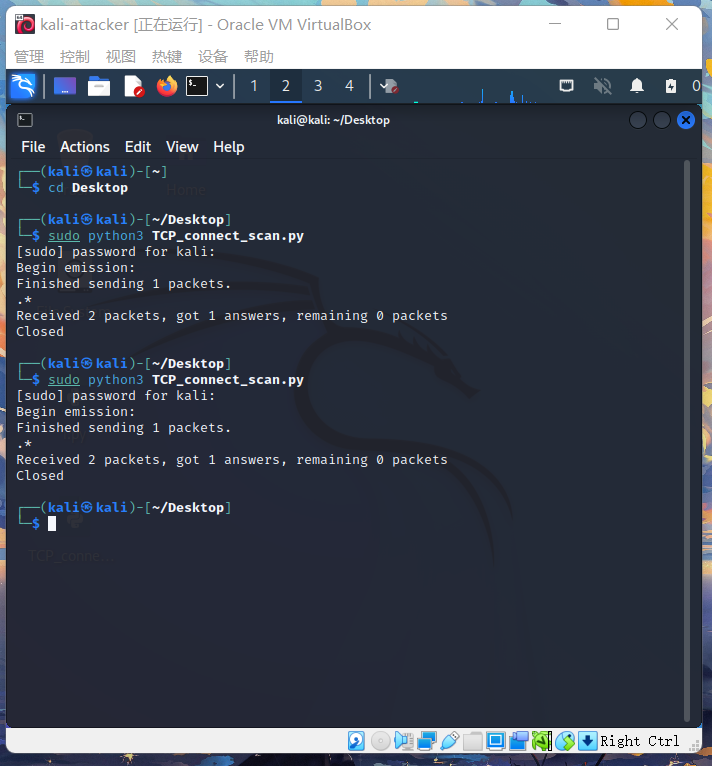 kali-attacker [正在运行] - Oracle VM VirtualBox
管理 控制 视图 热键 设备 帮助
1 2 3 4 0
kali@kali: ~/Desktop
File Actions Edit View Help
┌──(kali㉿kali)-[~]
└─$ cd Desktop
┌──(kali㉿kali)-[~/Desktop]
└─$ sudo python3 TCP_connect_scan.py
[sudo] password for kali:
Begin emission:
Finished sending 1 packets.
.*
Received 2 packets, got 1 answers, remaining 0 packets
Closed
┌──(kali㉿kali)-[~/Desktop]
└─$ sudo python3 TCP_connect_scan.py
[sudo] password for kali:
Begin emission:
Finished sending 1 packets.
.*
Received 2 packets, got 1 answers, remaining 0 packets
Closed
┌──(kali㉿kali)-[~/Desktop]
└─$
TCP_conne...
Right Ctrl